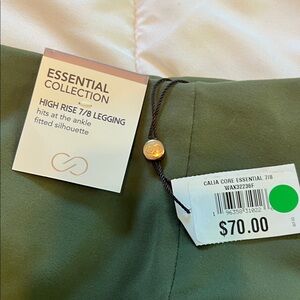 ESSENTIAL
COLLECTION
HIGH RISE 7/8 LEGGING
hits at the ankle
fitted silhouette
CALIA CORE ESSENTIAL 7/8
WAK32236F
$70.00